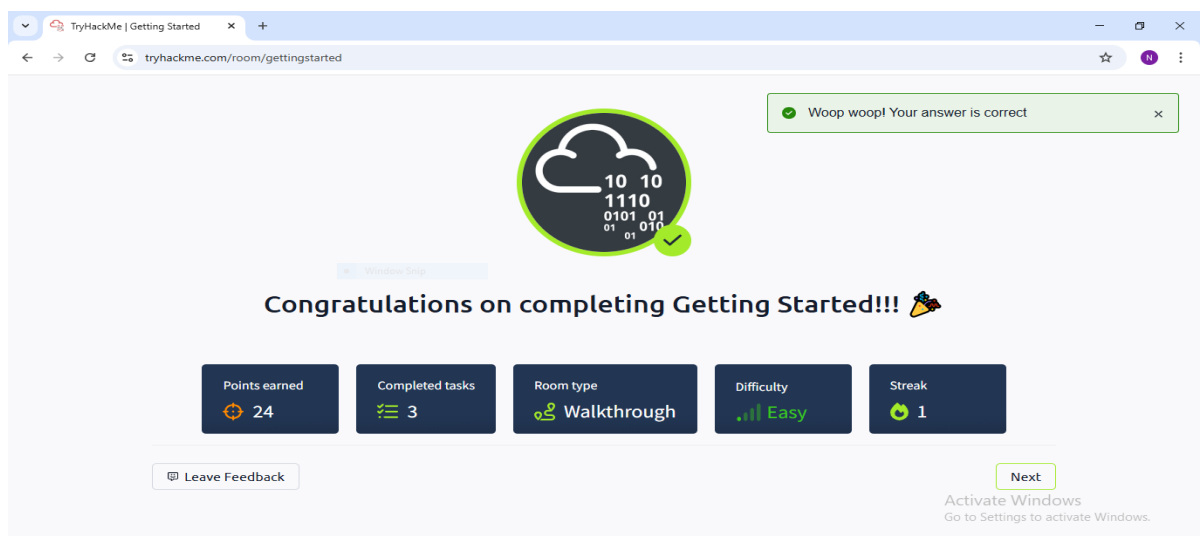 TryHackMe | Getting Started
tryhackme.com/room/gettingstarted
N
Woop woop! Your answer is correct
10 10
1110
0101 01
01 010
01
Window Snip
Congratulations on completing Getting Started!!! 🎉
Points earned
24
Completed tasks
3
Room type
Walkthrough
Difficulty
Easy
Streak
1
Leave Feedback
Next
Activate Windows
Go to Settings to activate Windows.